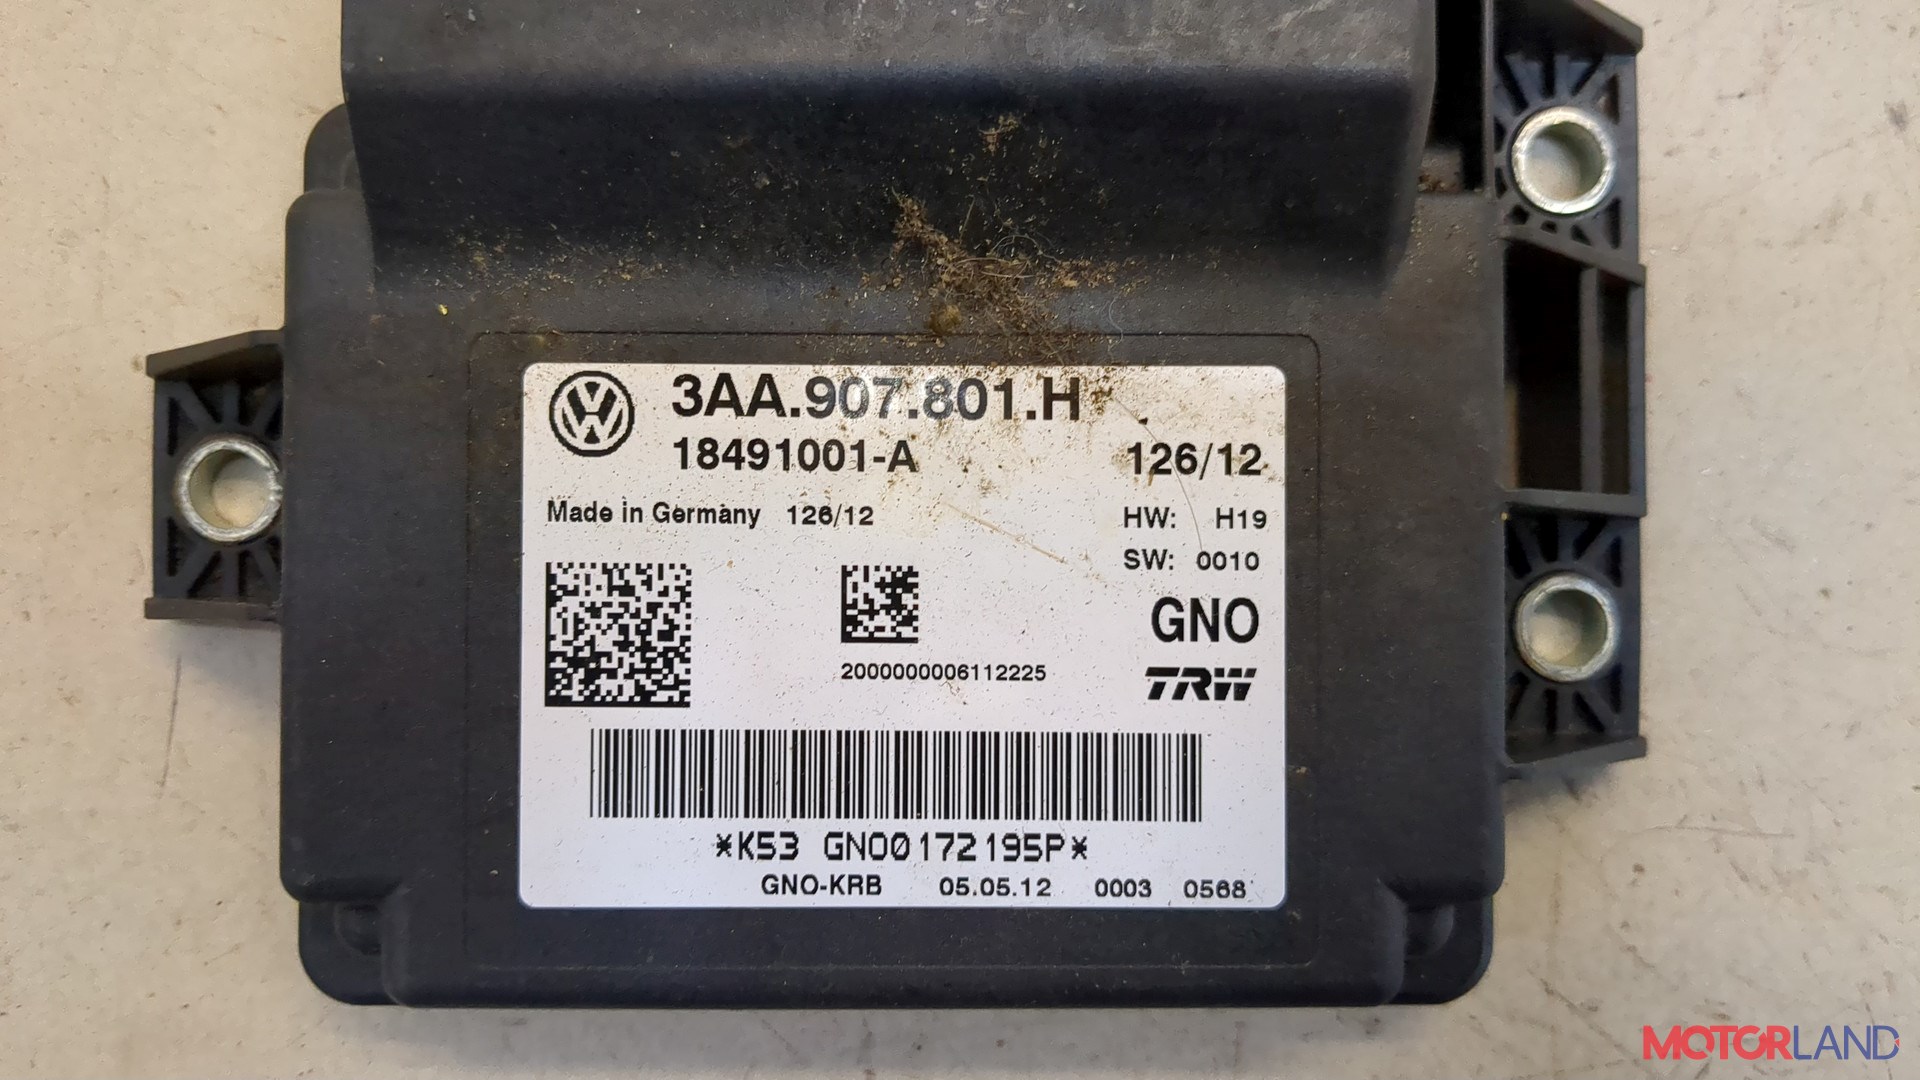 3AA.907.801.H
18491001-A
126/12
Made in Germany 126/12
HW: H19
SW: 0010
GNO
TRW
2000000006112225
*K53 GNO0172195P*
GNO-KRB 05.05.12 0003 0568
MOTORLAND